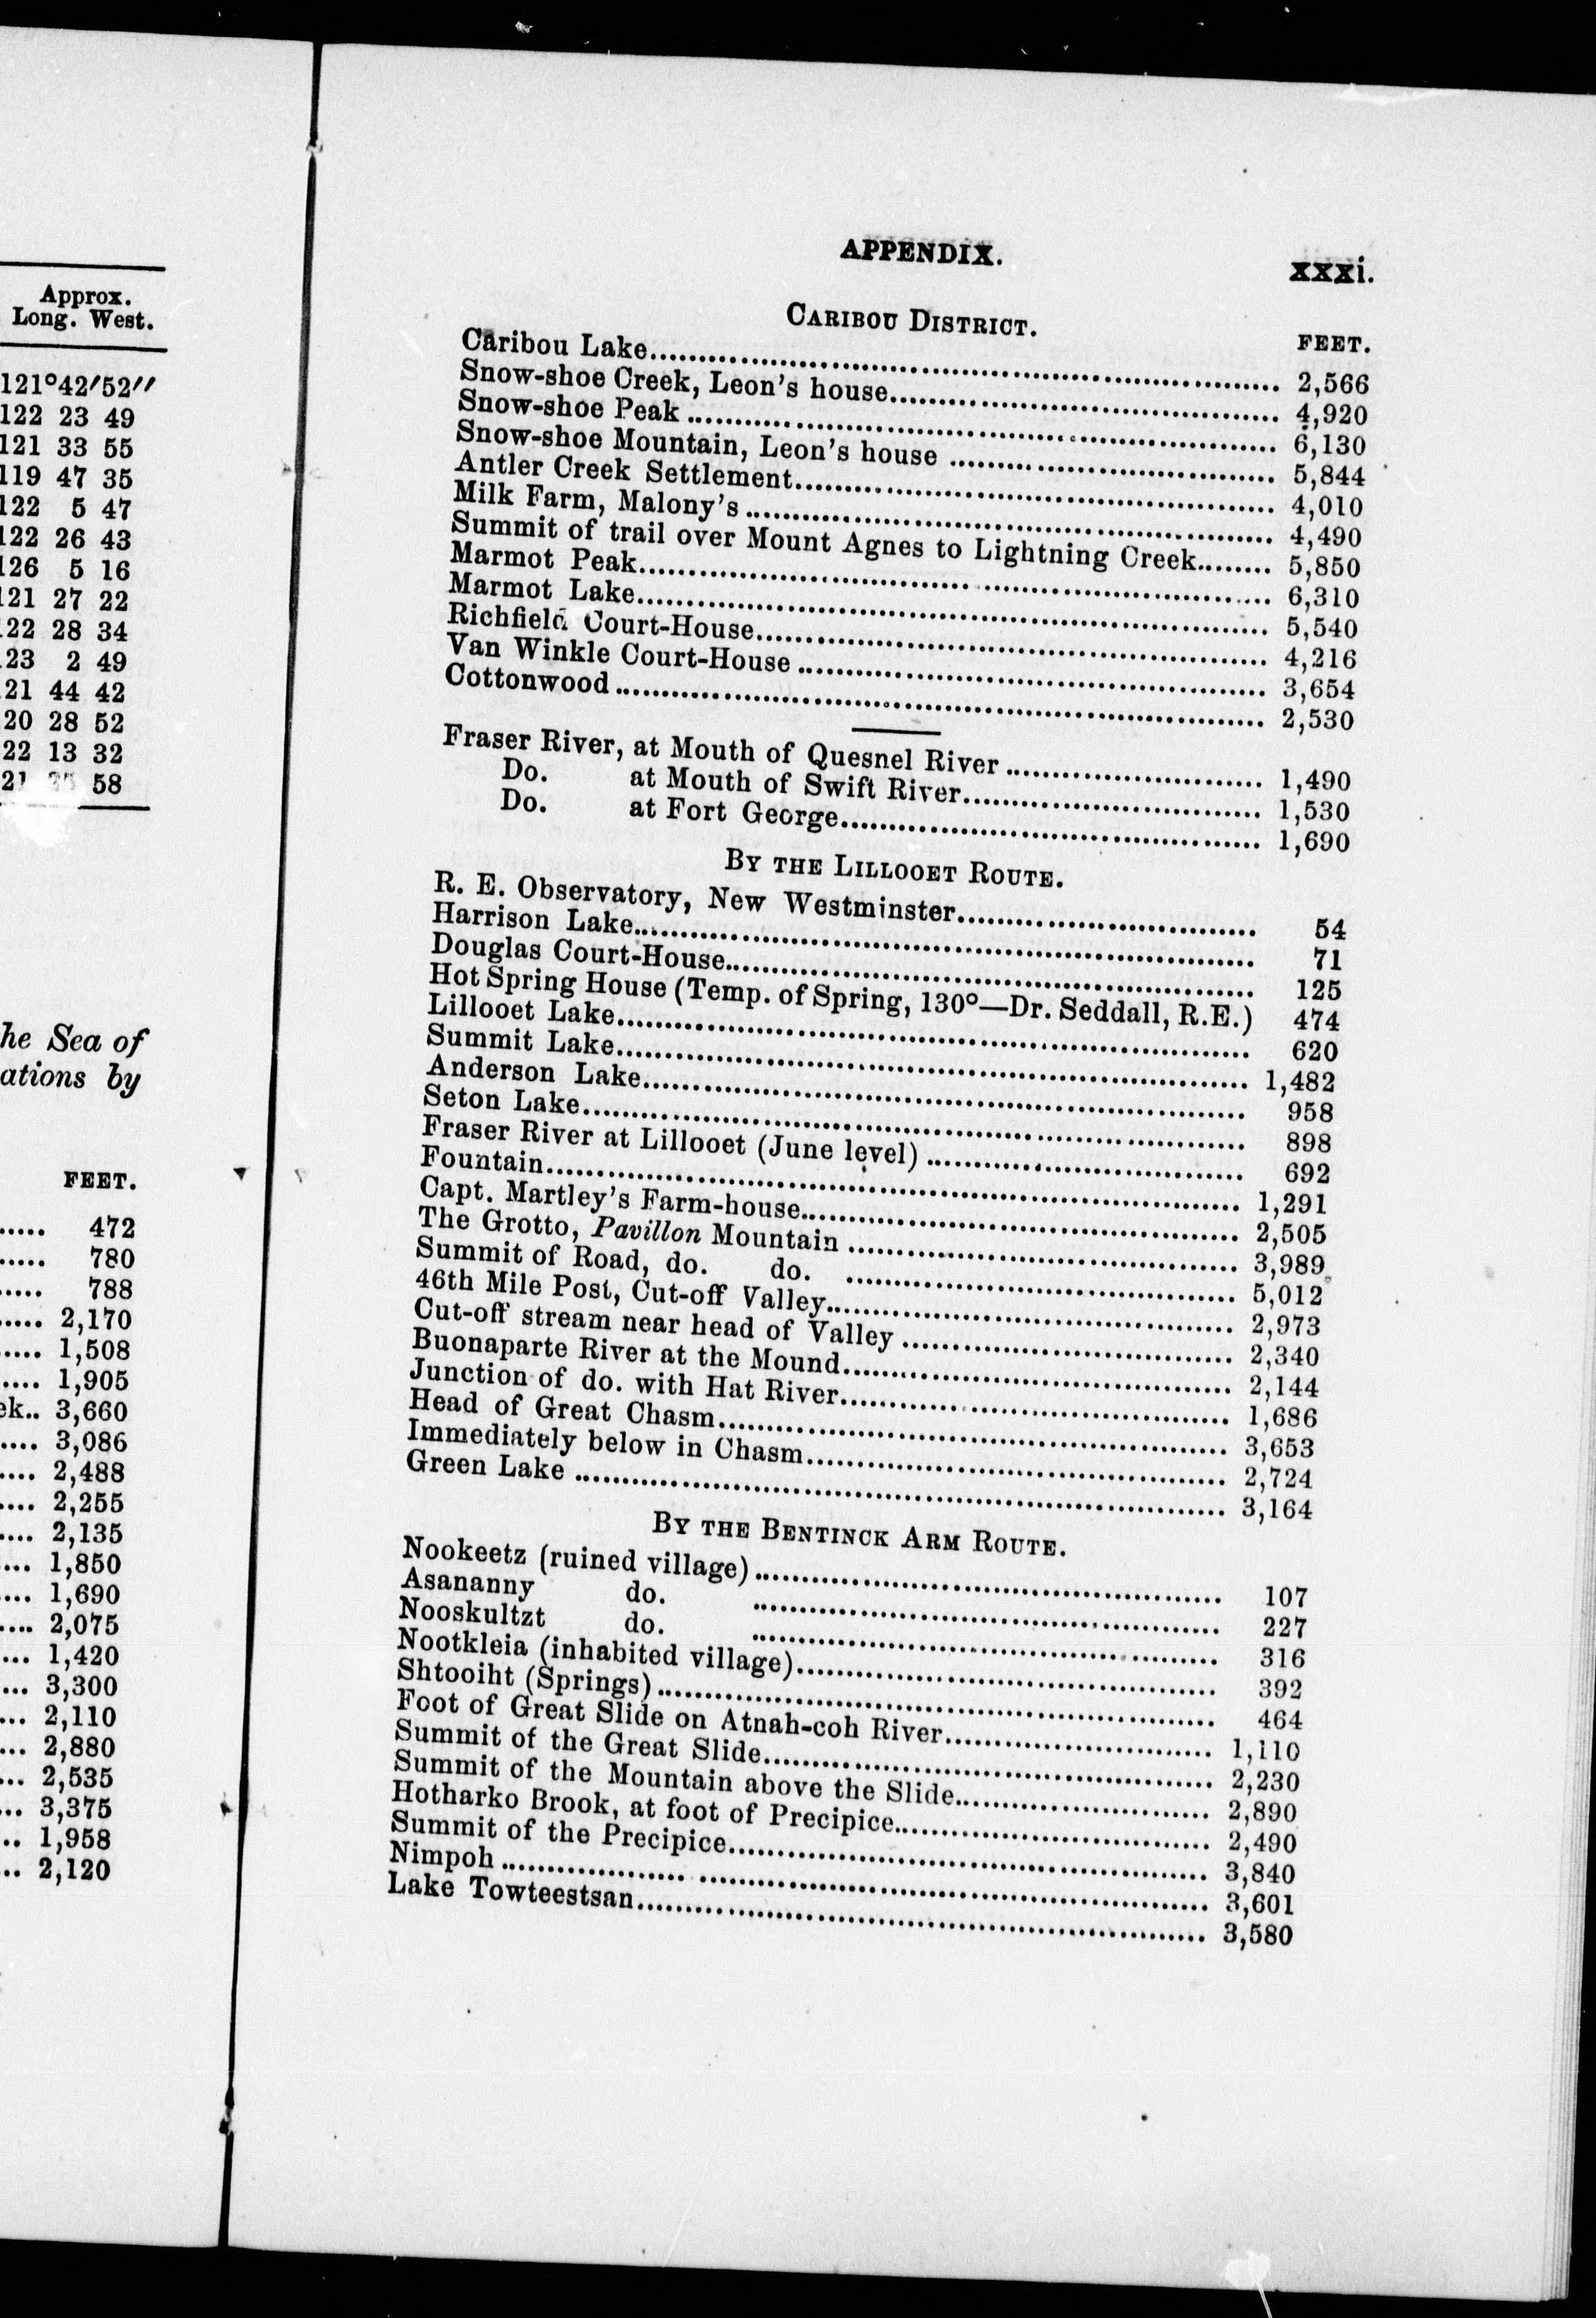 Approx.
Long. West.
121°42′52″
122 23 49
121 33 55
119 47 35
122 5 47
122 26 43
126 5 16
121 27 22
22 28 34
23 2 49
21 44 42
20 28 52
22 13 32
21 58
he Sea of
ations by
FEET.
..... 472
..... 780
..... 788
..... 2,170
..... 1,508
.... 1,905
ek.. 3,660
.... 3,086
.... 2,488
.... 2,255
.... 2,135
... 1,850
... 1,690
.... 2,075
... 1,420
... 3,300
... 2,110
... 2,880
... 2,535
... 3,375
.. 1,958
... 2,120
APPENDIX. xxxi.
CARIBOU DISTRICT.
FEET.
Caribou Lake........ 2,566
Snow-shoe Creek, Leon's house........ 4,920
Snow-shoe Peak ........ 6,130
Snow-shoe Mountain, Leon's house ........ 5,844
Antler Creek Settlement........ 4,010
Milk Farm, Malony's ........ 4,490
Summit of trail over Mount Agnes to Lightning Creek........ 5,850
Marmot Peak........ 6,310
Marmot Lake........ 5,540
Richfield Court-House........ 4,216
Van Winkle Court-House ........ 3,654
Cottonwood ........ 2,530
Fraser River, at Mouth of Quesnel River ........ 1,490
Do. at Mouth of Swift River........ 1,530
Do. at Fort George........ 1,690
BY THE LILLOOET ROUTE.
R. E. Observatory, New Westminster........ 54
Harrison Lake........ 71
Douglas Court-House........ 125
Hot Spring House (Temp. of Spring, 130°—Dr. Seddall, R.E.) 474
Lillooet Lake........ 620
Summit Lake........ 1,482
Anderson Lake........ 958
Seton Lake........ 898
Fraser River at Lillooet (June level) ........ 692
Fountain........ 1,291
Capt. Martley's Farm-house........ 2,505
The Grotto, Pavillon Mountain ........ 3,989
Summit of Road, do. do. ........ 5,012
46th Mile Post, Cut-off Valley........ 2,973
Cut-off stream near head of Valley ........ 2,340
Buonaparte River at the Mound........ 2,144
Junction of do. with Hat River........ 1,686
Head of Great Chasm........ 3,653
Immediately below in Chasm........ 2,724
Green Lake ........ 3,164
BY THE BENTINCK ARM ROUTE.
Nookeetz (ruined village) ........ 107
Asananny do. ........ 227
Nooskultzt do. ........ 316
Nootkleia (inhabited village)........ 392
Shtooiht (Springs) ........ 464
Foot of Great Slide on Atnah-coh River........ 1,110
Summit of the Great Slide........ 2,230
Summit of the Mountain above the Slide........ 2,890
Hotharko Brook, at foot of Precipice........ 2,490
Summit of the Precipice........ 3,840
Nimpoh ........ 3,601
Lake Towteestsan........ 3,580